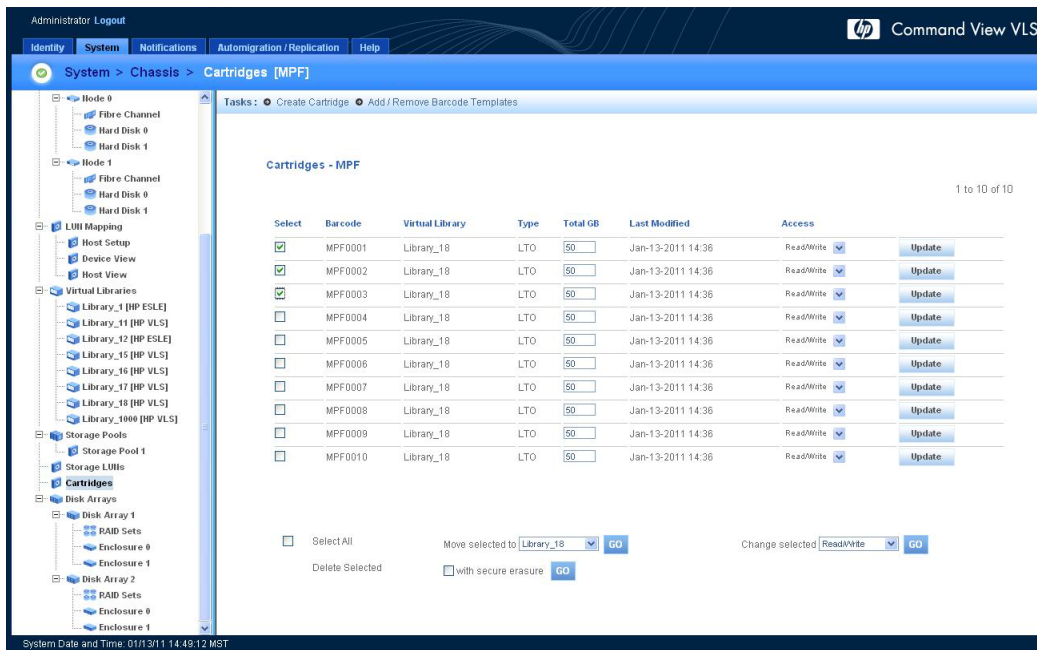 Administrator Logout
hp Command View VLS
Identity System Notifications Automigration / Replication Help
System > Chassis > Cartridges [MPF]
Node 0
Fibre Channel
Hard Disk 0
Hard Disk 1
Node 1
Fibre Channel
Hard Disk 0
Hard Disk 1
LUN Mapping
Host Setup
Device View
Host View
Virtual Libraries
Library_1 [HP ESLE]
Library_11 [HP VLS]
Library_12 [HP ESLE]
Library_15 [HP VLS]
Library_16 [HP VLS]
Library_17 [HP VLS]
Library_18 [HP VLS]
Library_1000 [HP VLS]
Storage Pools
Storage Pool 1
Storage LUNs
Cartridges
Disk Arrays
Disk Array 1
RAID Sets
Enclosure 0
Enclosure 1
Disk Array 2
RAID Sets
Enclosure 0
Enclosure 1
Tasks : Create Cartridge Add / Remove Barcode Templates
Cartridges - MPF
1 to 10 of 10
Select Barcode Virtual Library Type Total GB Last Modified Access
MPF0001 Library_18 LTO 50 Jan-13-2011 14:36 Read/Write Update
MPF0002 Library_18 LTO 50 Jan-13-2011 14:36 Read/Write Update
MPF0003 Library_18 LTO 50 Jan-13-2011 14:36 Read/Write Update
MPF0004 Library_18 LTO 50 Jan-13-2011 14:36 Read/Write Update
MPF0005 Library_18 LTO 50 Jan-13-2011 14:36 Read/Write Update
MPF0006 Library_18 LTO 50 Jan-13-2011 14:36 Read/Write Update
MPF0007 Library_18 LTO 50 Jan-13-2011 14:36 Read/Write Update
MPF0008 Library_18 LTO 50 Jan-13-2011 14:36 Read/Write Update
MPF0009 Library_18 LTO 50 Jan-13-2011 14:36 Read/Write Update
MPF0010 Library_18 LTO 50 Jan-13-2011 14:36 Read/Write Update
Select All Move selected to Library_18 GO Change selected Read/Write GO
Delete Selected with secure erasure GO
System Date and Time: 01/13/11 14:49:12 MST